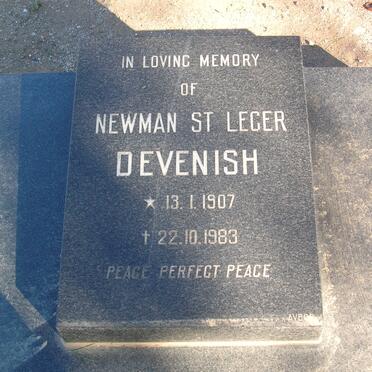 IN LOVING MEMORY
OF
NEWMAN ST LEGER
DEVENISH
★ 13.1.1907
† 22.10.1983
PEACE PERFECT PEACE